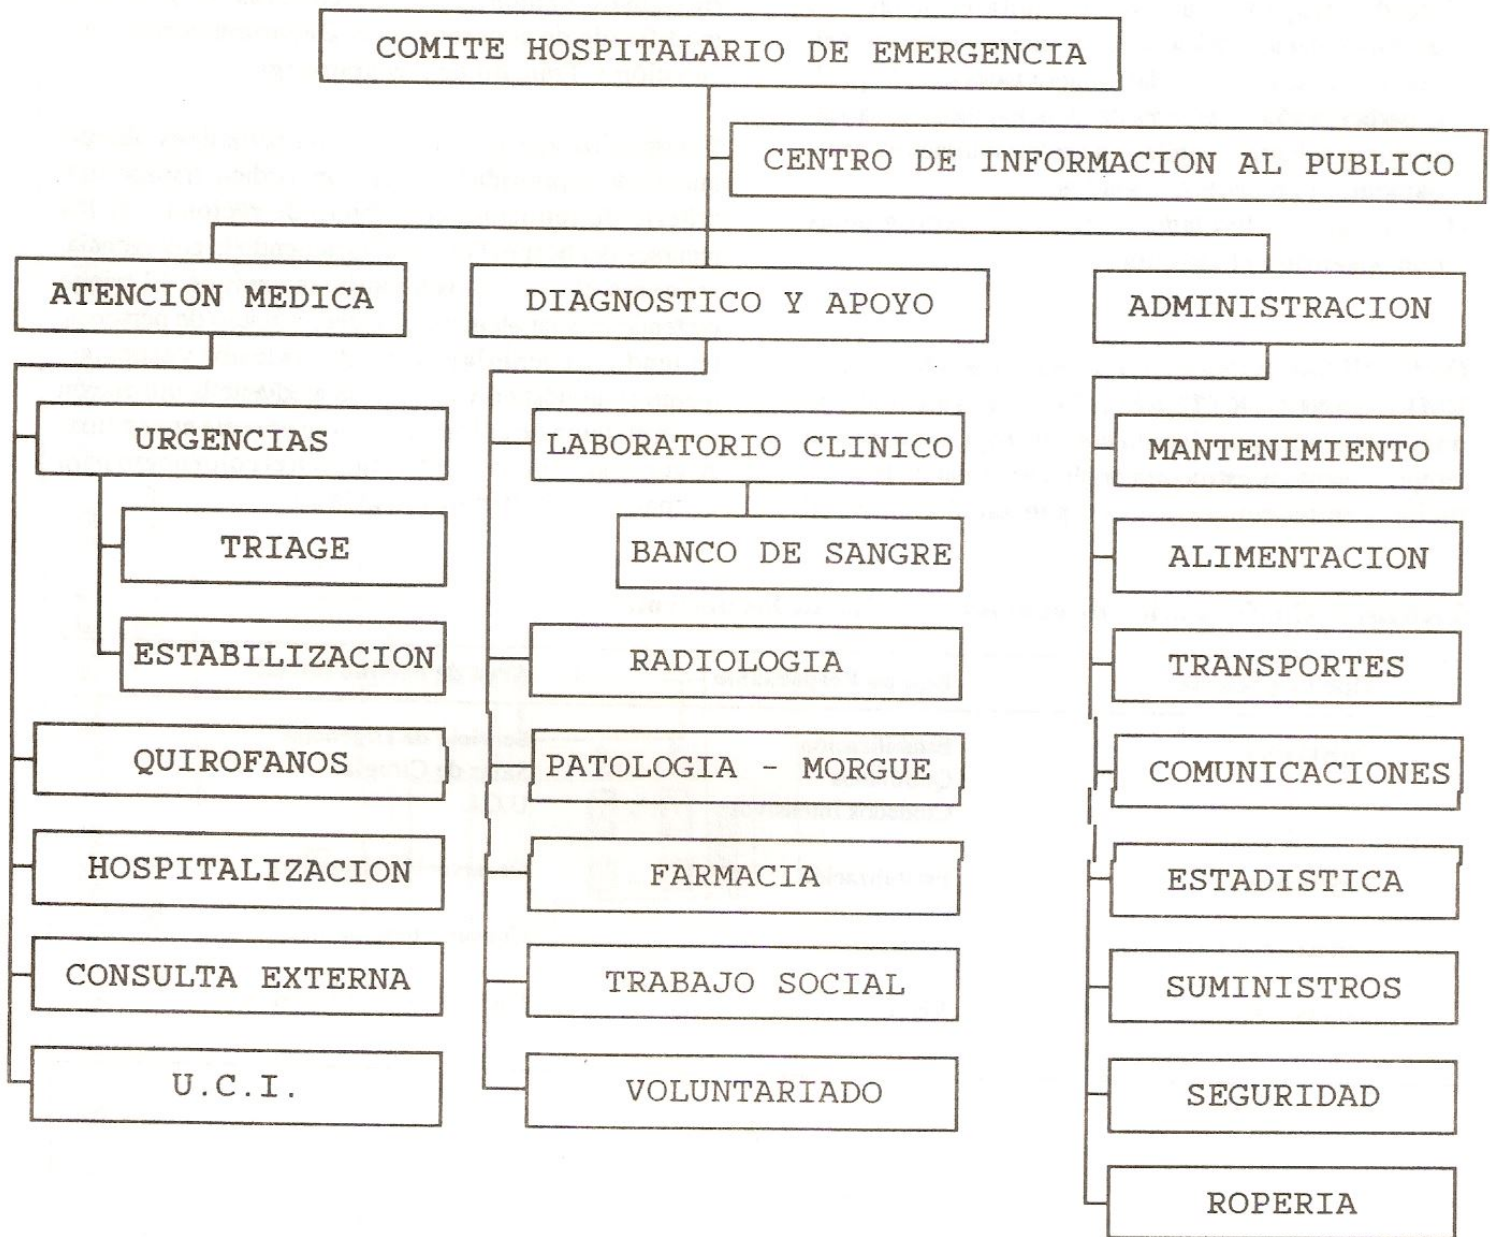 COMITE HOSPITALARIO DE EMERGENCIA
CENTRO DE INFORMACION AL PUBLICO
ATENCION MEDICA
URGENCIAS
TRIAGE
ESTABILIZACION
QUIROFANOS
HOSPITALIZACION
CONSULTA EXTERNA
U.C.I.
DIAGNOSTICO Y APOYO
LABORATORIO CLINICO
BANCO DE SANGRE
RADIOLOGIA
PATOLOGIA - MORGUE
FARMACIA
TRABAJO SOCIAL
VOLUNTARIADO
ADMINISTRACION
MANTENIMIENTO
ALIMENTACION
TRANSPORTES
COMUNICACIONES
ESTADISTICA
SUMINISTROS
SEGURIDAD
ROPERIA